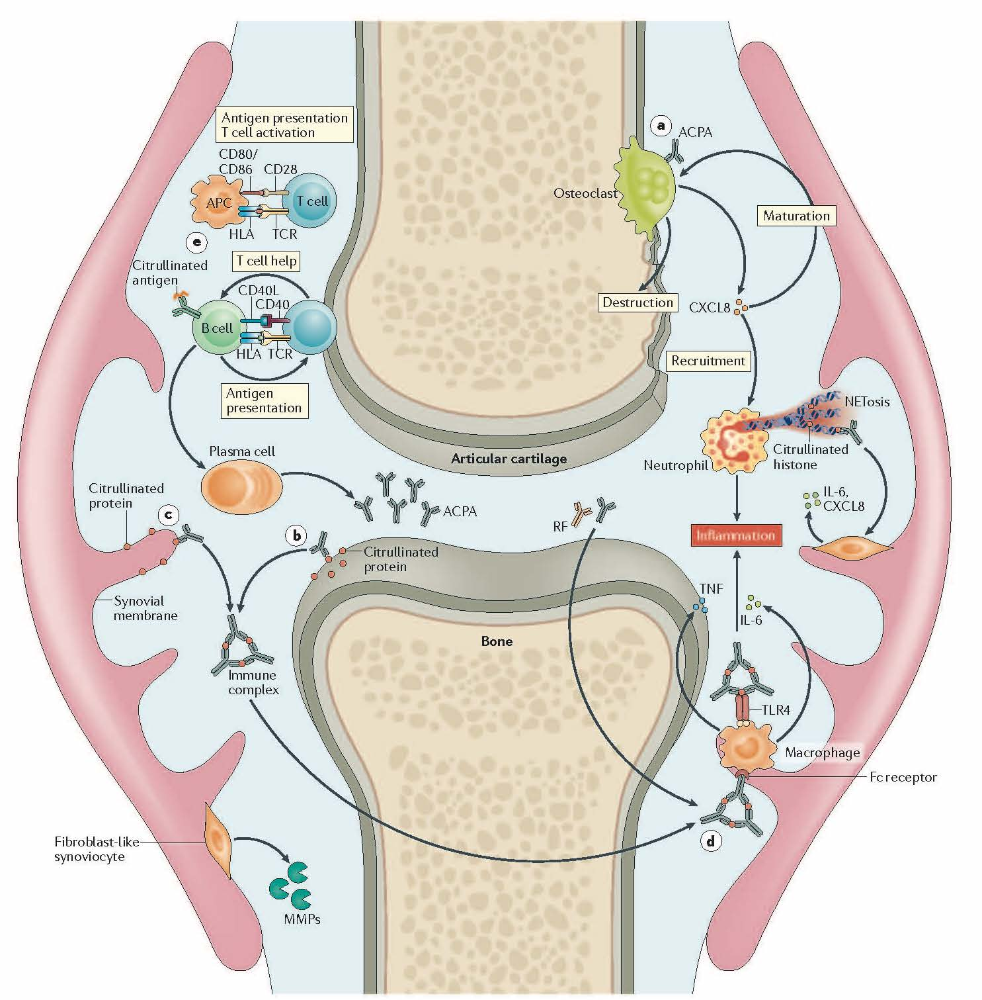 Antigen presentation
T cell activation
CD80/
CD86
CD28
APC
T cell
HLA
TCR
e
T cell help
Citrullinated
antigen
CD40L
CD40
B cell
HLA
TCR
Antigen
presentation
Plasma cell
ACPA
Citrullinated
protein
c
b
Citrullinated
protein
Synovial
membrane
Immune
complex
Fibroblast-like
synoviocyte
MMPs
Articular cartilage
Bone
a
ACPA
Osteoclast
Maturation
Destruction
CXCL8
Recruitment
NETosis
Citrullinated
histone
Neutrophil
IL-6,
CXCL8
RF
Inflammation
TNF
IL-6
TLR4
Macrophage
Fc receptor
d